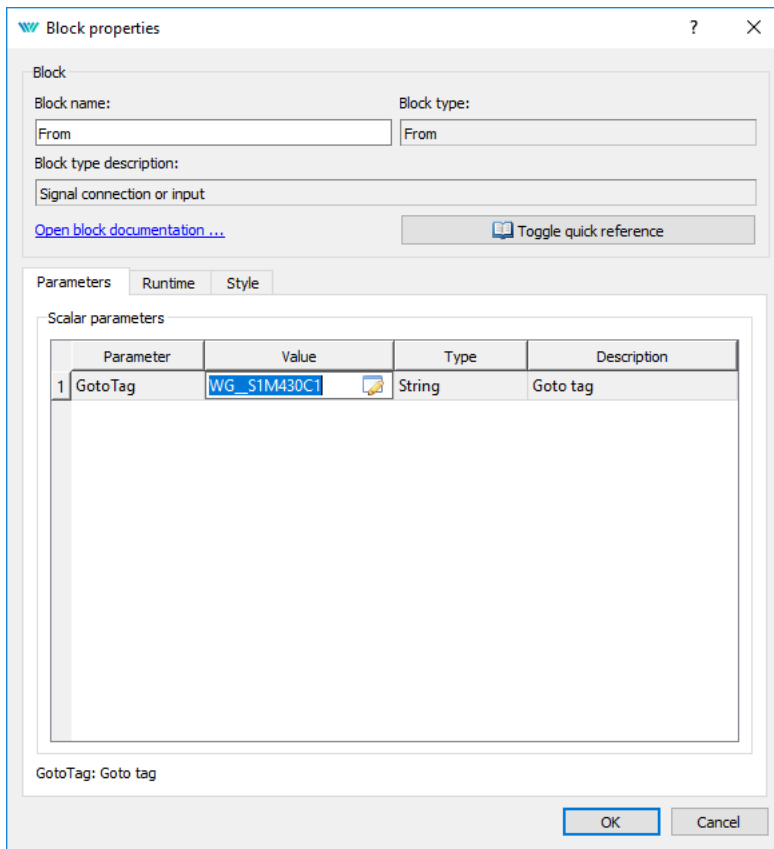 Block properties
?
Block
Block name:
Block type:
From
From
Block type description:
Signal connection or input
Open block documentation ...
Toggle quick reference
Parameters Runtime Style
Scalar parameters
Parameter Value Type Description
1 GotoTag WG__S1M430C1 String Goto tag
GotoTag: Goto tag
OK Cancel